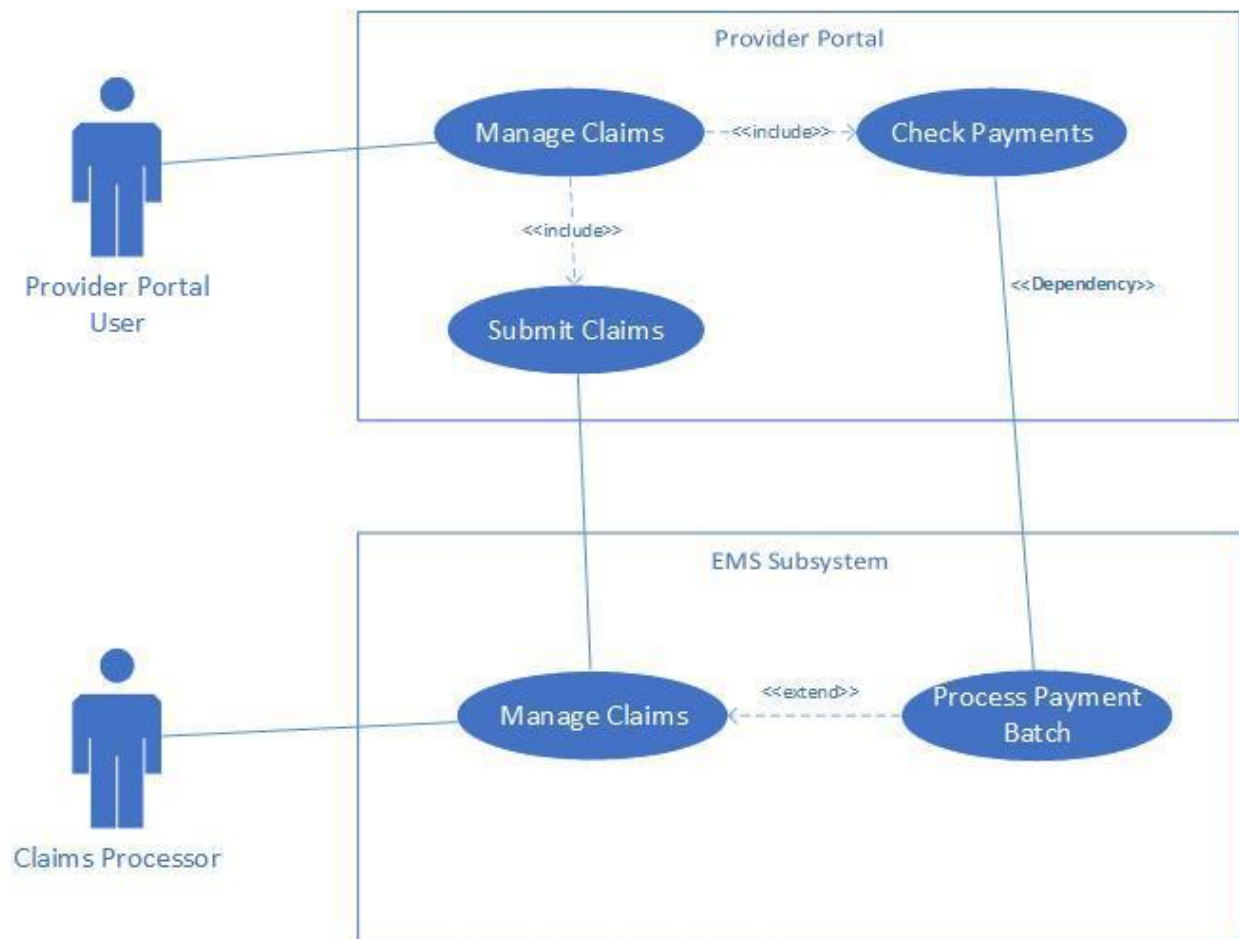 Provider Portal
Manage Claims
<<include>>
Check Payments
<<include>>
Provider Portal
User
<<Dependency>>
Submit Claims
EMS Subsystem
Manage Claims
<<extend>>
Process Payment
Batch
Claims Processor